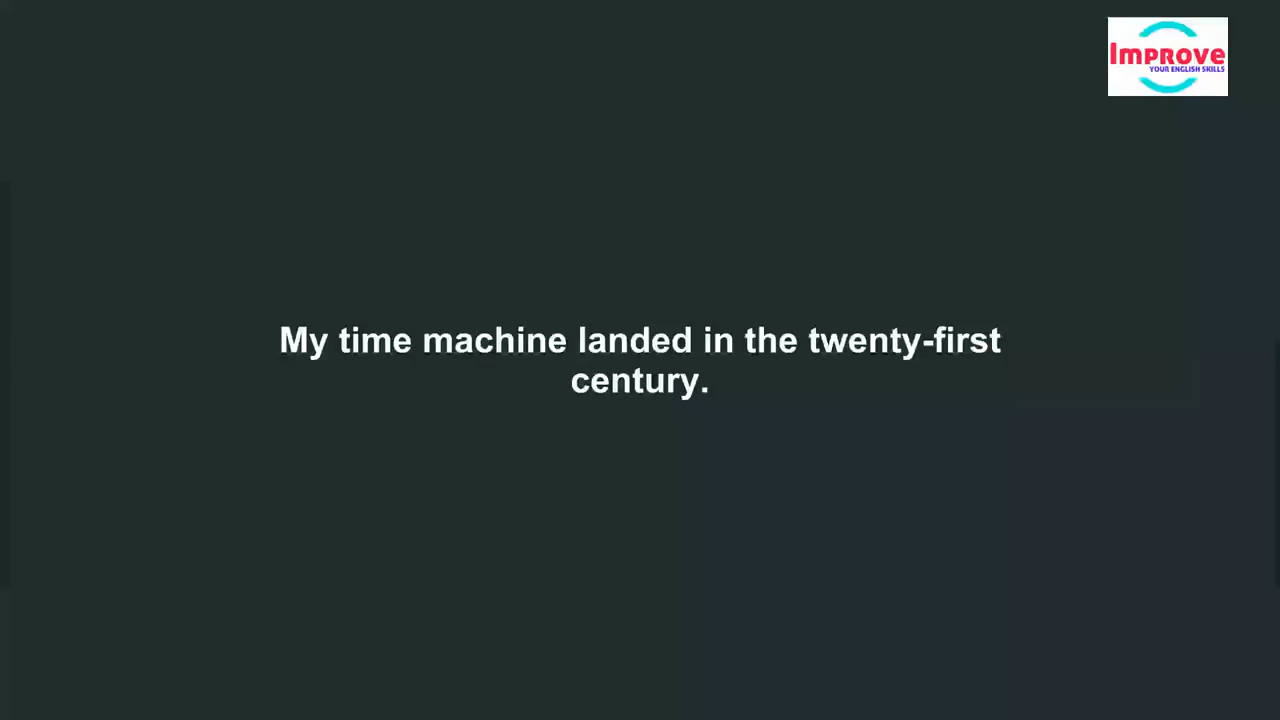 Improve
YOUR ENGLISH SKILLS
My time machine landed in the twenty-first
century.